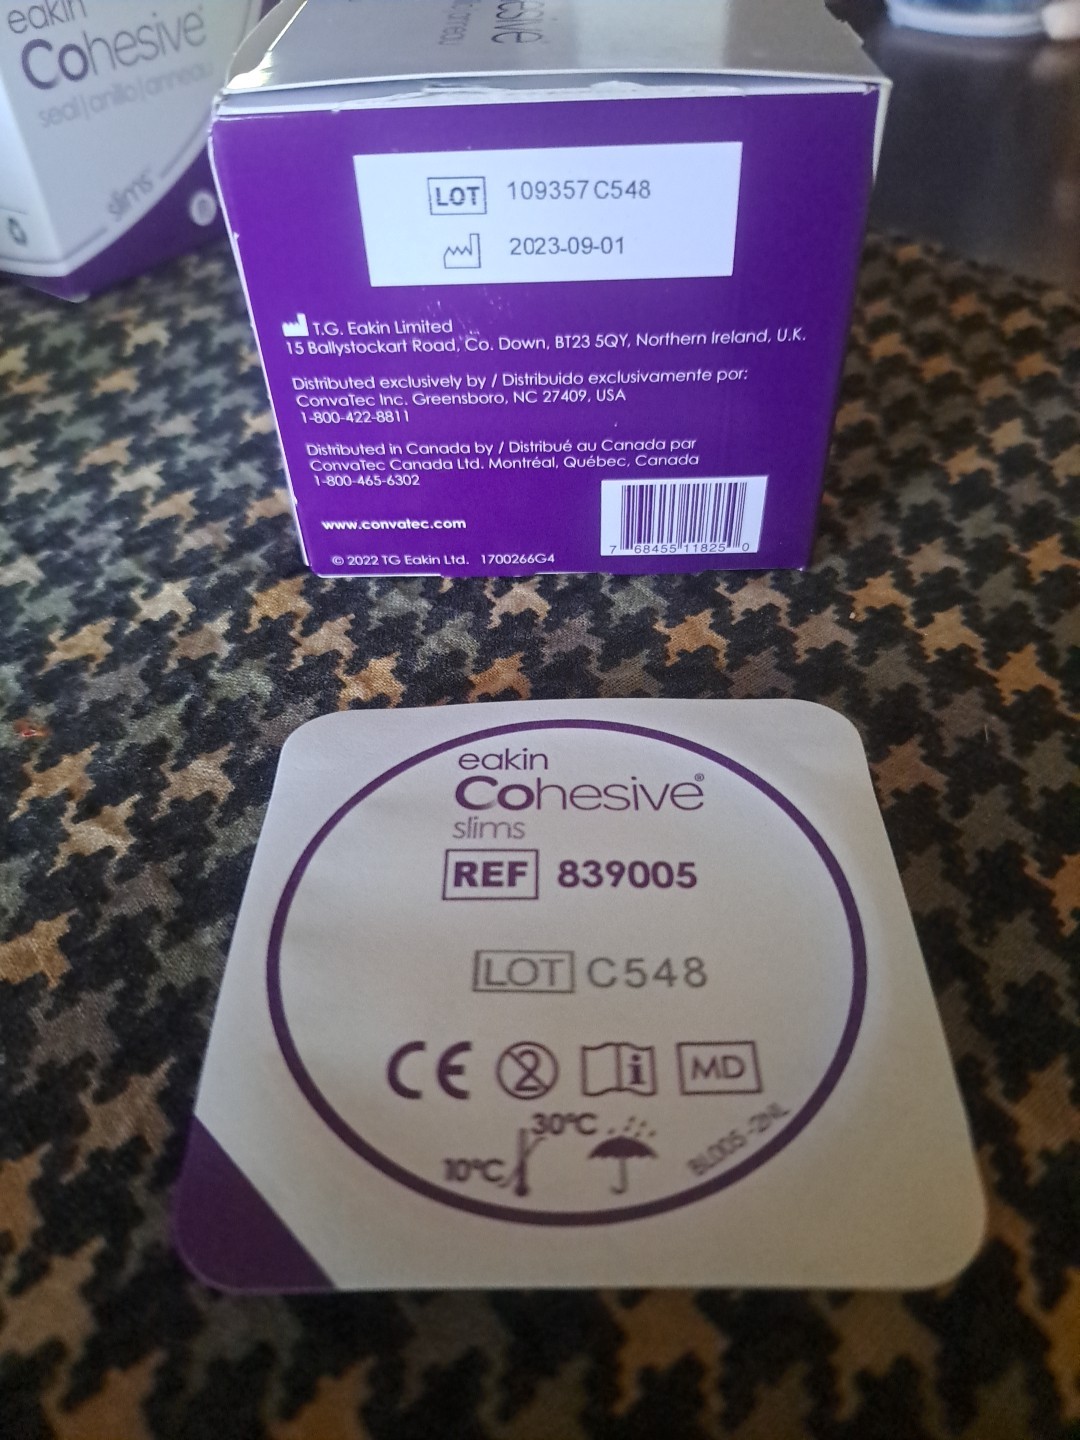 eakin
Cohesive®
seal|anillo|anneau
slims
LOT 109357 C548
2023-09-01
T.G. Eakin Limited
15 Ballystockart Road, Co. Down, BT23 5QY, Northern Ireland, U.K.
Distributed exclusively by / Distribuido exclusivamente por:
ConvaTec Inc. Greensboro, NC 27409, USA
1-800-422-8811
Distributed in Canada by / Distribué au Canada par
ConvaTec Canada Ltd. Montréal, Québec, Canada
1-800-465-6302
www.convatec.com
© 2022 TG Eakin Ltd. 1700266G4
7 68455 11825 0
eakin
Cohesive®
slims
REF 839005
LOT C548
CE 2 i MD
30°C
10°C
BL005-2NL